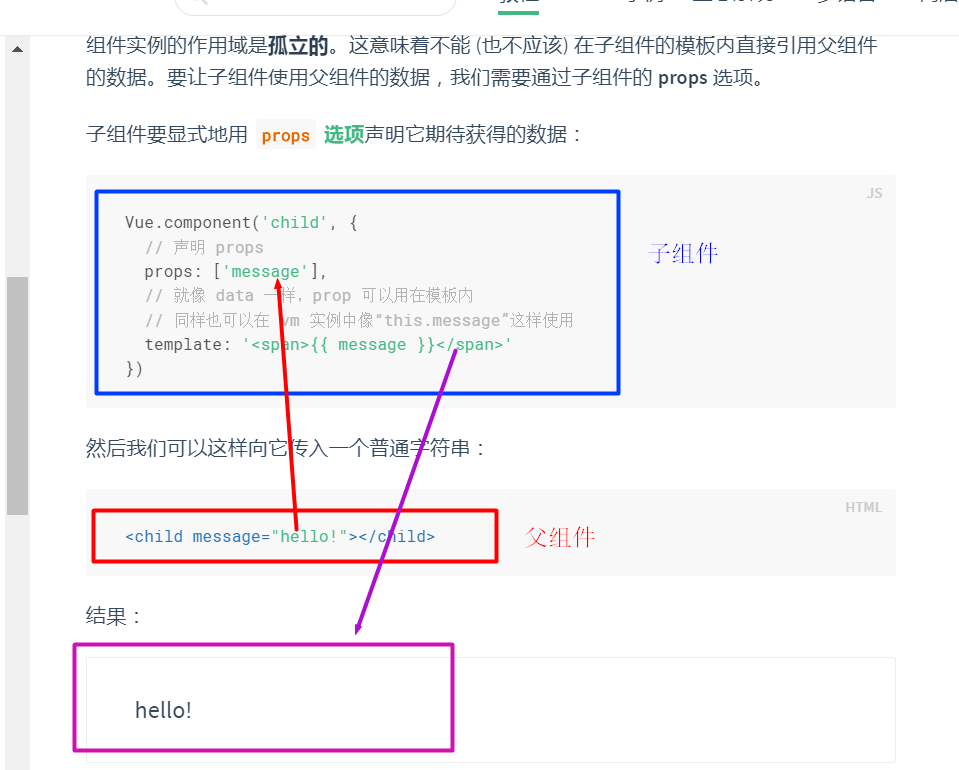 组件实例的作用域是孤立的。这意味着不能 (也不应该) 在子组件的模板内直接引用父组件
的数据。要让子组件使用父组件的数据，我们需要通过子组件的 props 选项。
子组件要显式地用 props 选项声明它期待获得的数据：
JS
Vue.component('child', {
// 声明 props
props: ['message'],
子组件
// 就像 data 一样，prop 可以用在模板内
// 同样也可以在 vm 实例中像“this.message”这样使用
template: '<span>{{ message }}</span>'
})
然后我们可以这样向它传入一个普通字符串：
HTML
<child message="hello!"></child>
父组件
结果：
hello!